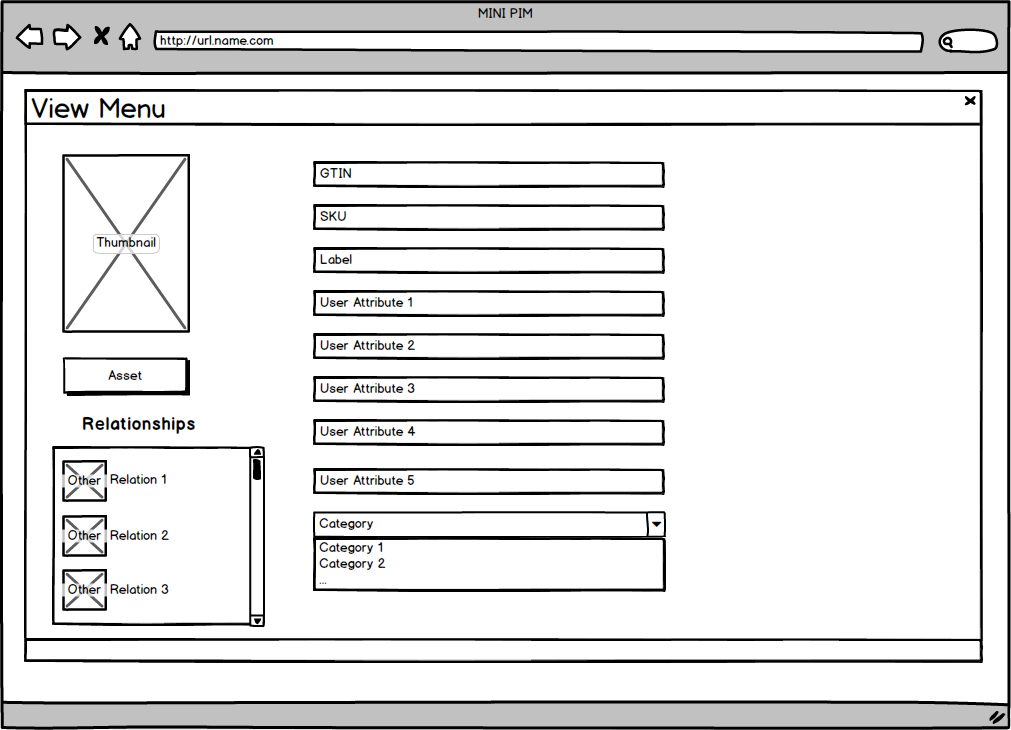 MINI PIM
http://url.name.com
View Menu
Thumbnail
Asset
Relationships
Other Relation 1
Other Relation 2
Other Relation 3
GTIN
SKU
Label
User Attribute 1
User Attribute 2
User Attribute 3
User Attribute 4
User Attribute 5
Category
Category 1
Category 2
...